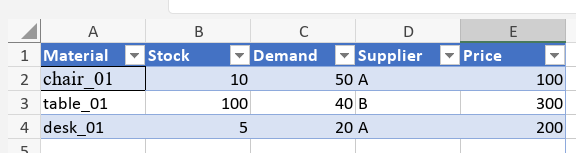 A B C D E
1 Material Stock Demand Supplier Price
2 chair_01 10 50 A 100
3 table_01 100 40 B 300
4 desk_01 5 20 A 200